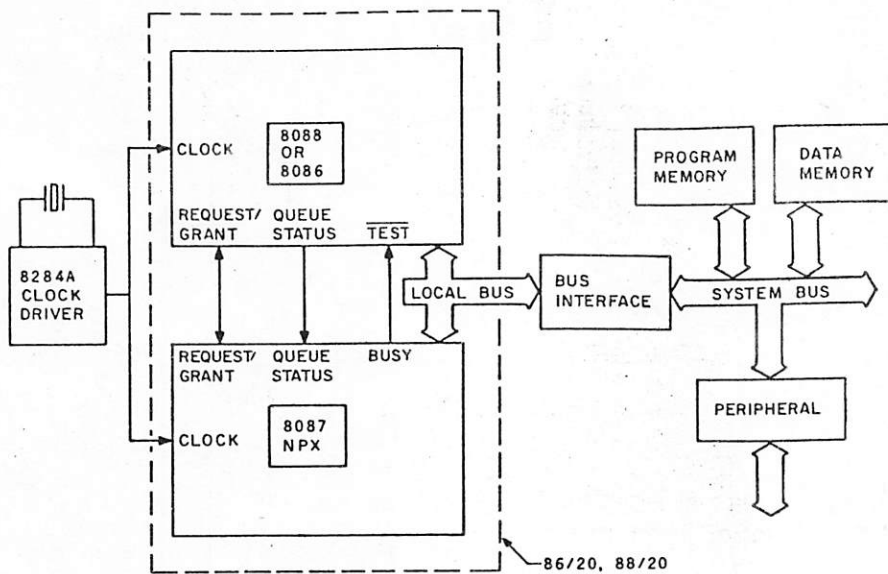 8088
OR
8086
CLOCK
REQUEST/
GRANT
QUEUE
STATUS
TEST
8284A
CLOCK
DRIVER
REQUEST/
GRANT
QUEUE
STATUS
BUSY
CLOCK
8087
NPX
LOCAL BUS
BUS
INTERFACE
PROGRAM
MEMORY
DATA
MEMORY
SYSTEM BUS
PERIPHERAL
86/20, 88/20